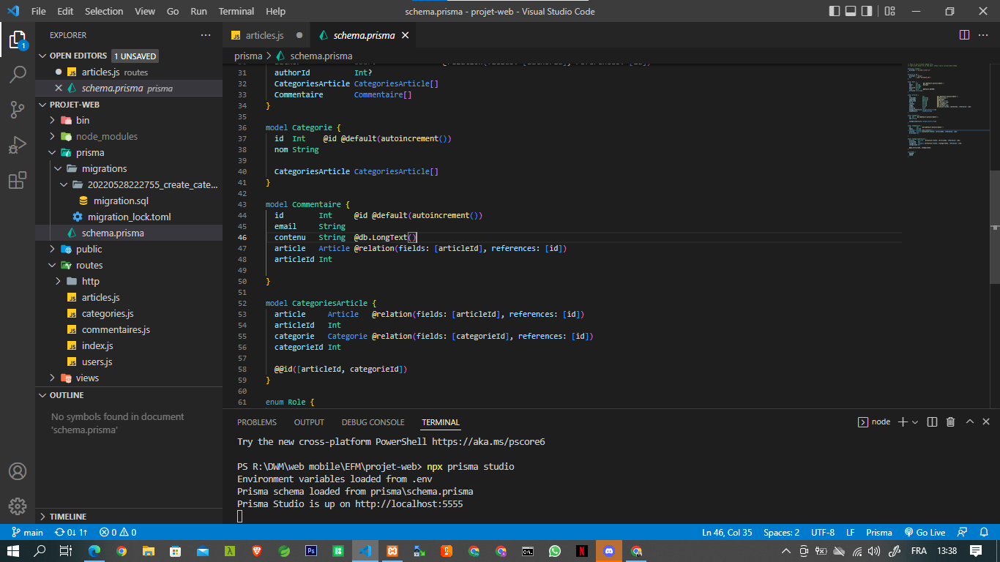 File Edit Selection View Go Run Terminal Help
schema.prisma - projet-web - Visual Studio Code
EXPLORER
OPEN EDITORS 1 UNSAVED
articles.js routes
schema.prisma prisma
PROJET-WEB
bin
node_modules
prisma
migrations
20220528222755_create_cate...
migration.sql
migration_lock.toml
schema.prisma
public
routes
http
articles.js
categories.js
commentaires.js
index.js
users.js
views
OUTLINE
No symbols found in document
'schema.prisma'
TIMELINE
articles.js
schema.prisma
prisma > schema.prisma
31 authorId Int?
32 CategoriesArticle CategoriesArticle[]
33 Commentaire Commentaire[]
34 }
35
36 model Categorie {
37 id Int @id @default(autoincrement())
38 nom String
39
40 CategoriesArticle CategoriesArticle[]
41 }
42
43 model Commentaire {
44 id Int @id @default(autoincrement())
45 email String
46 contenu String @db.LongText()
47 article Article @relation(fields: [articleId], references: [id])
48 articleId Int
49
50 }
51
52 model CategoriesArticle {
53 article Article @relation(fields: [articleId], references: [id])
54 articleId Int
55 categorie Categorie @relation(fields: [categorieId], references: [id])
56 categorieId Int
57
58 @@id([articleId, categorieId])
59 }
60
61 enum Role {
PROBLEMS OUTPUT DEBUG CONSOLE TERMINAL
node
Try the new cross-platform PowerShell https://aka.ms/pscore6
PS R:\DWM\web mobile\EFM\projet-web> npx prisma studio
Environment variables loaded from .env
Prisma schema loaded from prisma\schema.prisma
Prisma Studio is up on http://localhost:5555
main 0↓ 1↑ 0 0
Ln 46, Col 35 Spaces: 2 UTF-8 LF Prisma Go Live
FRA 13:38